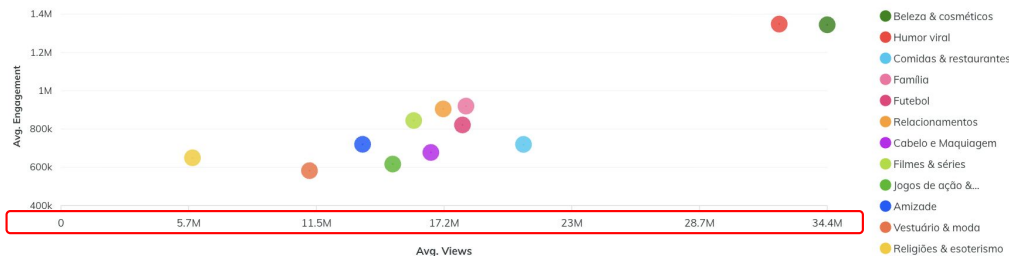 1.4M
1.2M
1M
800k
600k
400k
Avg. Engagement
0 5.7M 11.5M 17.2M 23M 28.7M 34.4M
Avg. Views
Beleza & cosméticos
Humor viral
Comidas & restaurantes
Família
Futebol
Relacionamentos
Cabelo e Maquiagem
Filmes & séries
Jogos de ação &...
Amizade
Vestuário & moda
Religiões & esoterismo